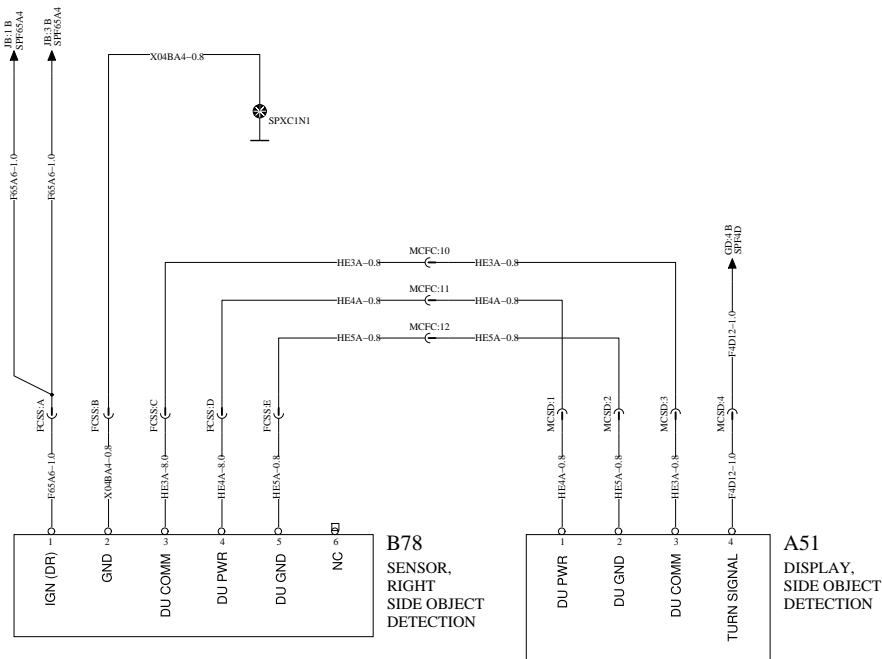 JB:1 B
SPF65A4
JB:3 B
SPF65A4
X04BA4-0.8
SPXC1N1
F65A6-1.0
F65A6-1.0
GD:4 B
SPF4D
MCFC:10
HE3A-0.8
HE3A-0.8
MCFC:11
HE4A-0.8
HE4A-0.8
MCFC:12
HE5A-0.8
HE5A-0.8
F4D12-1.0
FCSS:A
FCSS:B
FCSS:C
FCSS:D
FCSS:E
MCSD:1
MCSD:2
MCSD:3
MCSD:4
F65A6-1.0
X04BA4-0.8
HE3A-8.0
HE4A-8.0
HE5A-0.8
HE4A-0.8
HE5A-0.8
HE3A-0.8
F4D12-1.0
1
2
3
4
5
6
IGN (DR)
GND
DU COMM
DU PWR
DU GND
NC
B78
SENSOR,
RIGHT
SIDE OBJECT
DETECTION
1
2
3
4
DU PWR
DU GND
DU COMM
TURN SIGNAL
A51
DISPLAY,
SIDE OBJECT
DETECTION